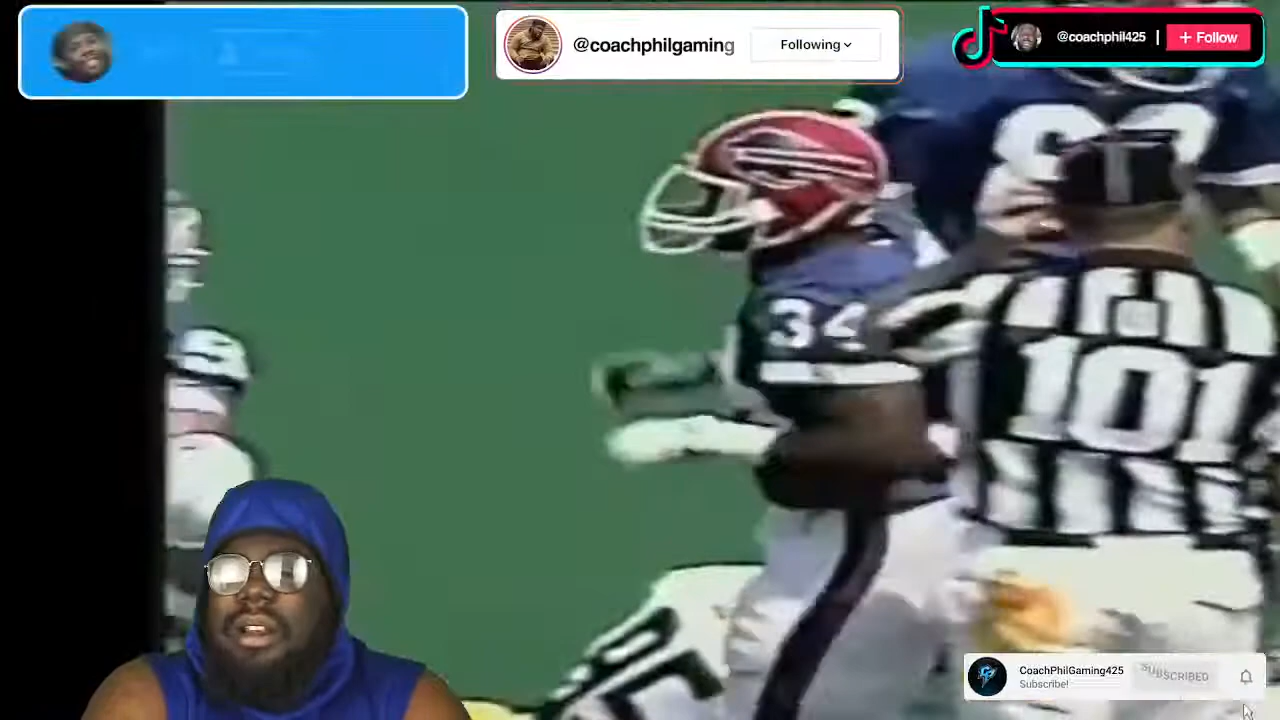 @coachphilgaming
Following
@coachphil425 |
+ Follow
34
101
CoachPhilGaming425
Subscribe!
SUBSCRIBED